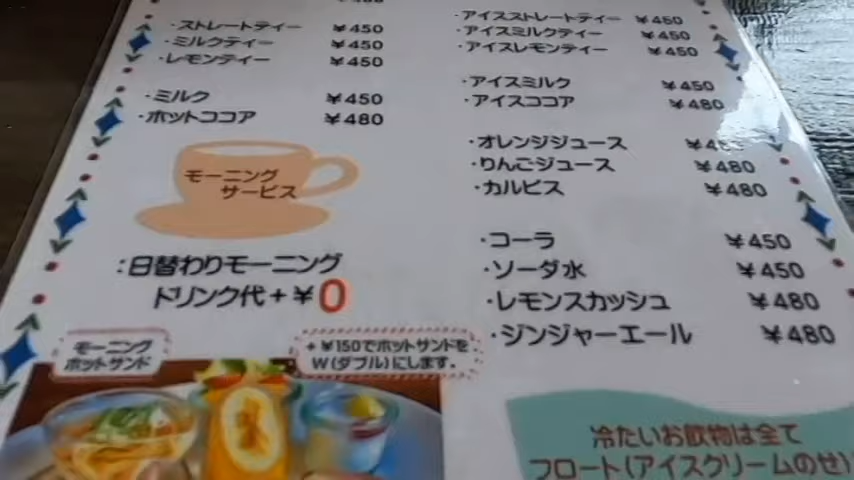 ・ストレートティー ¥450
・ミルクティー ¥450
・レモンティー ¥450
・ミルク ¥450
・ホットココア ¥480
モーニング
サービス
:日替わりモーニング
ドリンク代+¥0
モーニング
ホットサンド
+¥150でホットサンドを
W(ダブル)にします。
・アイスストレートティー ¥450
・アイスミルクティー ¥450
・アイスレモンティー ¥450
・アイスミルク ¥450
・アイスココア ¥480
・オレンジジュース
・りんごジュース ¥480
・カルピス ¥480
・コーラ ¥450
・ソーダ水 ¥450
・レモンスカッシュ ¥480
・ジンジャーエール ¥480
冷たいお飲物は全て
フロート(アイスクリームのせ)